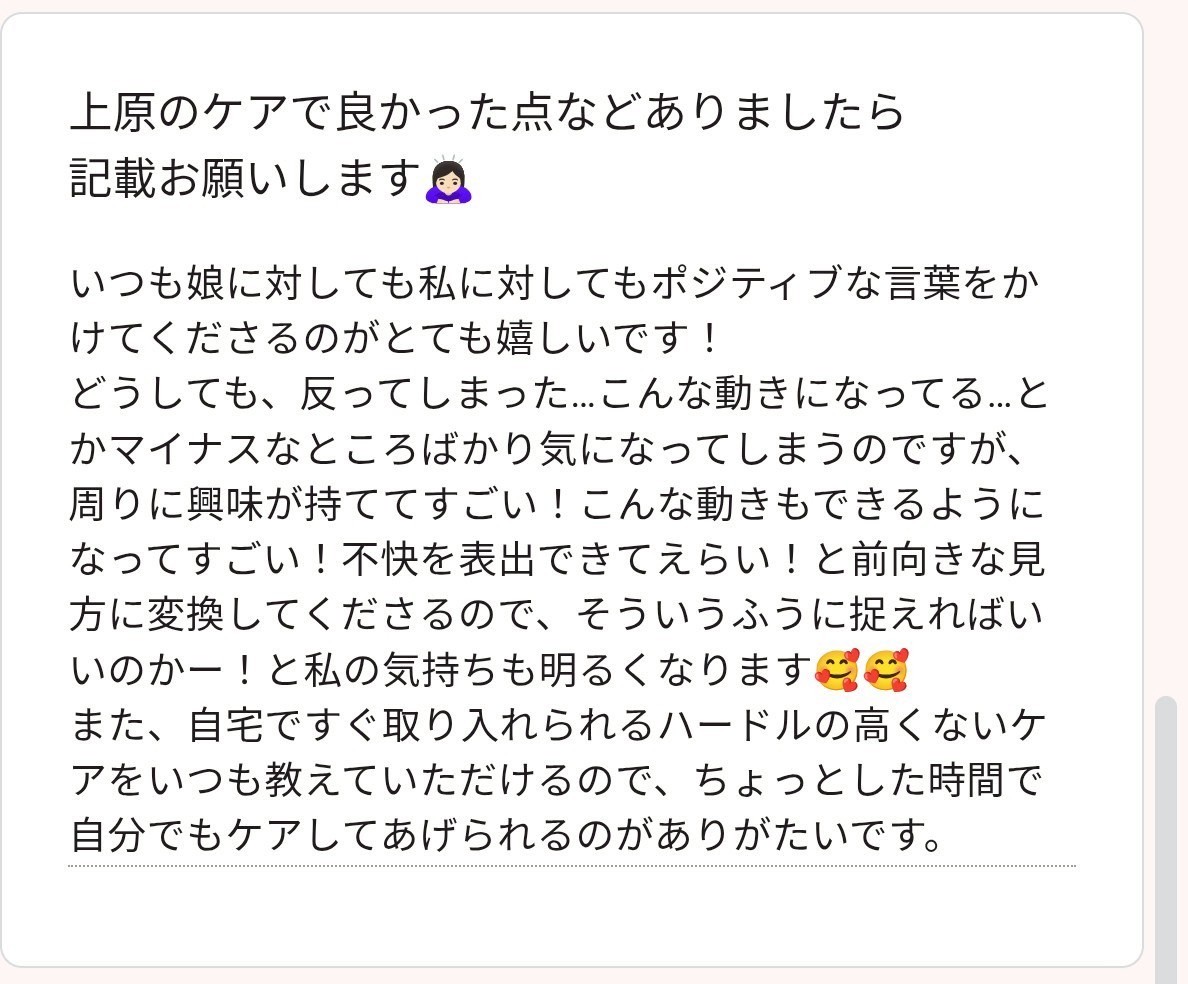 上原のケアで良かった点などありましたら
記載お願いします🙇🏻‍♀️
いつも娘に対しても私に対してもポジティブな言葉をか
けてくださるのがとても嬉しいです！
どうしても、反ってしまった...こんな動きになってる...と
かマイナスなところばかり気になってしまうのですが、
周りに興味が持ててすごい！こんな動きもできるように
なってすごい！不快を表出できてえらい！と前向きな見
方に変換してくださるので、そういうふうに捉えればい
いのかー！と私の気持ちも明るくなります🥰🥰
また、自宅ですぐ取り入れられるハードルの高くないケ
アをいつも教えていただけるので、ちょっとした時間で
自分でもケアしてあげられるのがありがたいです。